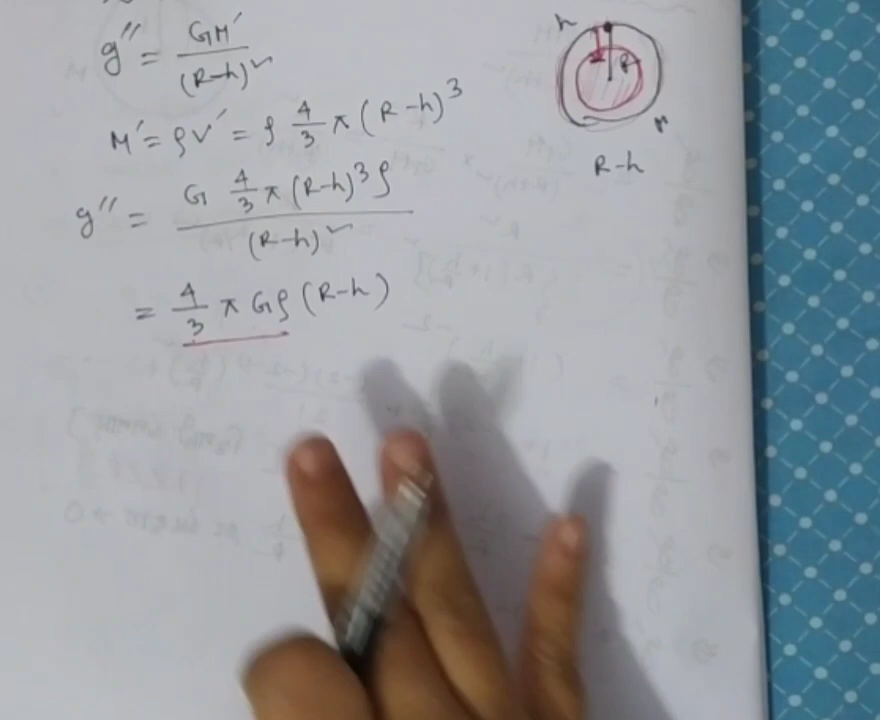 g'' = GM' / (R-h)²
M' = ρV' = ρ 4/3 π (R-h)³
g'' = G 4/3 π (R-h)³ ρ / (R-h)²
= 4/3 π Gρ (R-h)
h
R
R-h